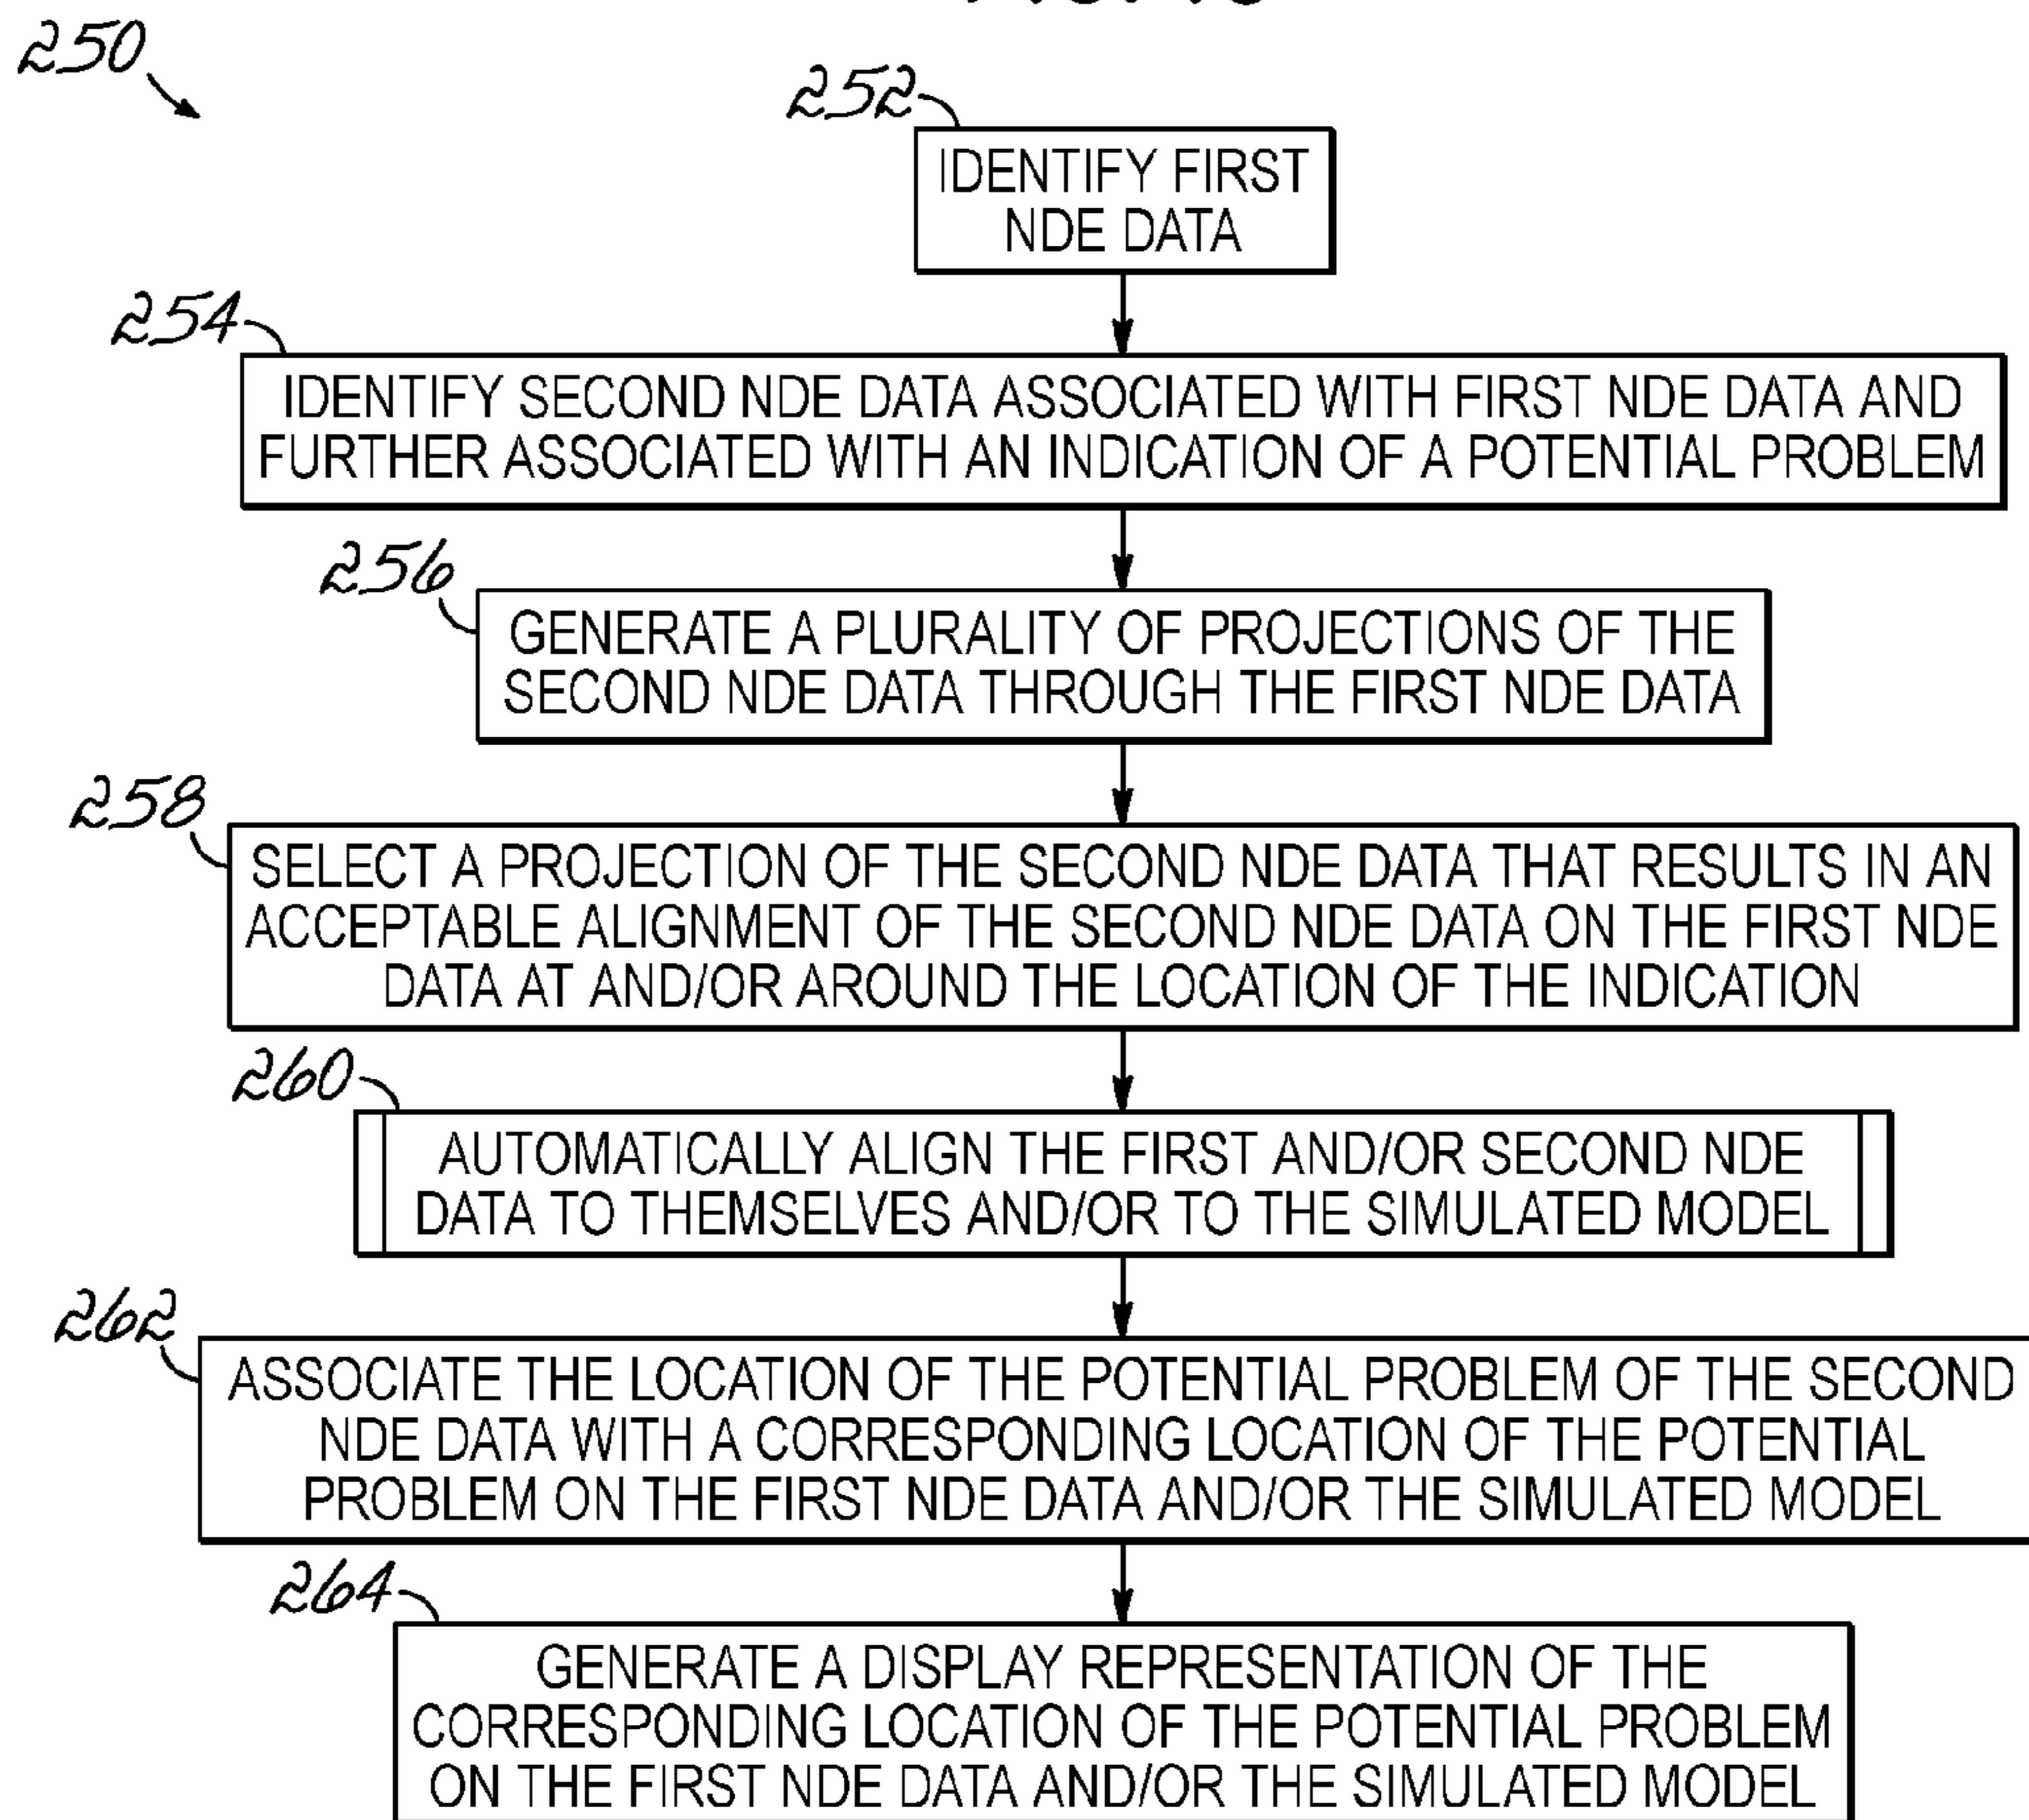 250
252
IDENTIFY FIRST
NDE DATA
254
IDENTIFY SECOND NDE DATA ASSOCIATED WITH FIRST NDE DATA AND
FURTHER ASSOCIATED WITH AN INDICATION OF A POTENTIAL PROBLEM
256
GENERATE A PLURALITY OF PROJECTIONS OF THE
SECOND NDE DATA THROUGH THE FIRST NDE DATA
258
SELECT A PROJECTION OF THE SECOND NDE DATA THAT RESULTS IN AN
ACCEPTABLE ALIGNMENT OF THE SECOND NDE DATA ON THE FIRST NDE
DATA AT AND/OR AROUND THE LOCATION OF THE INDICATION
260
AUTOMATICALLY ALIGN THE FIRST AND/OR SECOND NDE
DATA TO THEMSELVES AND/OR TO THE SIMULATED MODEL
262
ASSOCIATE THE LOCATION OF THE POTENTIAL PROBLEM OF THE SECOND
NDE DATA WITH A CORRESPONDING LOCATION OF THE POTENTIAL
PROBLEM ON THE FIRST NDE DATA AND/OR THE SIMULATED MODEL
264
GENERATE A DISPLAY REPRESENTATION OF THE
CORRESPONDING LOCATION OF THE POTENTIAL PROBLEM
ON THE FIRST NDE DATA AND/OR THE SIMULATED MODEL